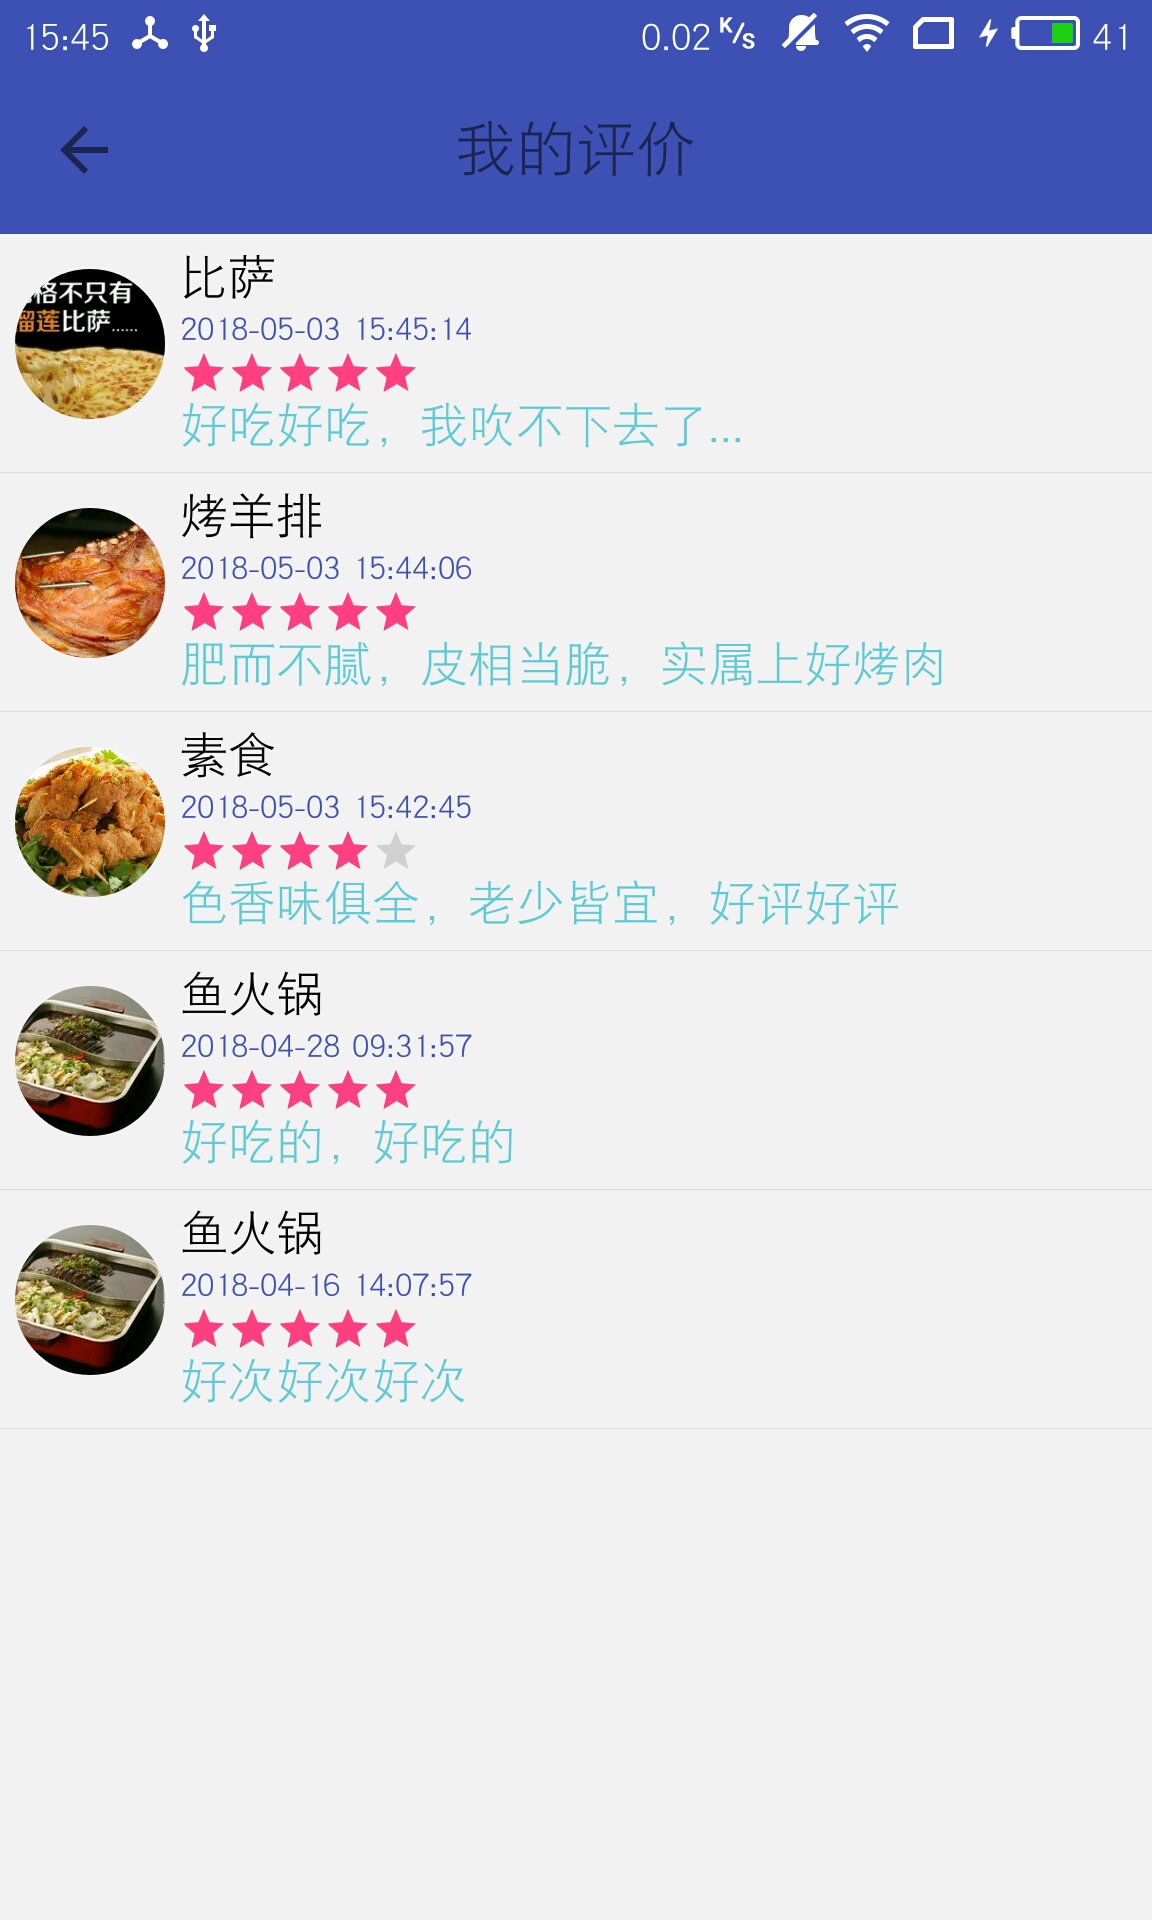 15:45 0.02 K/s 41
我的评价
格不只有
榴莲比萨......
比萨
2018-05-03 15:45:14
好吃好吃，我吹不下去了...
烤羊排
2018-05-03 15:44:06
肥而不腻，皮相当脆，实属上好烤肉
素食
2018-05-03 15:42:45
色香味俱全，老少皆宜，好评好评
鱼火锅
2018-04-28 09:31:57
好吃的，好吃的
鱼火锅
2018-04-16 14:07:57
好次好次好次